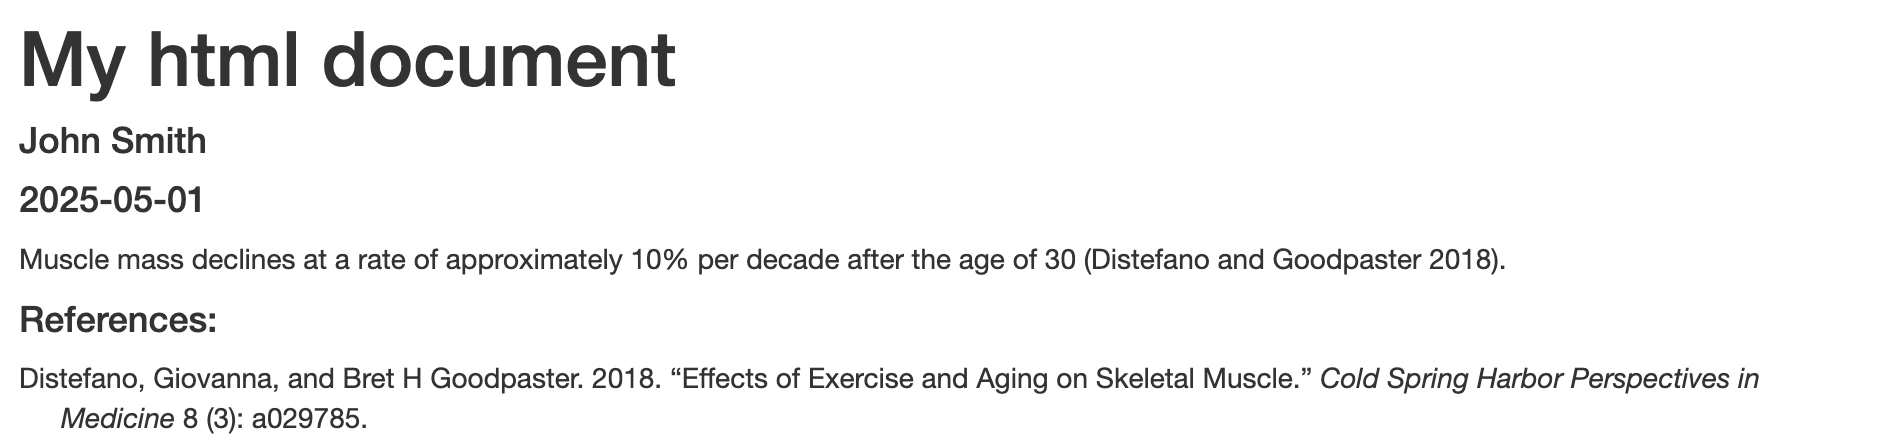 My html document
John Smith
2025-05-01
Muscle mass declines at a rate of approximately 10% per decade after the age of 30 (Distefano and Goodpaster 2018).
References:
Distefano, Giovanna, and Bret H Goodpaster. 2018. “Effects of Exercise and Aging on Skeletal Muscle.” Cold Spring Harbor Perspectives in
Medicine 8 (3): a029785.